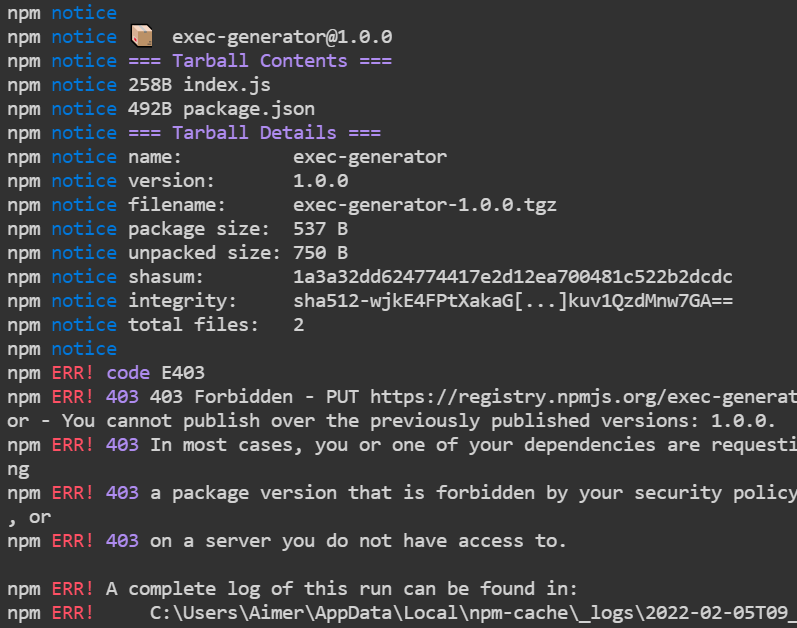 npm notice
npm notice 📦  exec-generator@1.0.0
npm notice === Tarball Contents ===
npm notice 258B index.js
npm notice 492B package.json
npm notice === Tarball Details ===
npm notice name:          exec-generator
npm notice version:       1.0.0
npm notice filename:      exec-generator-1.0.0.tgz
npm notice package size:  537 B
npm notice unpacked size: 750 B
npm notice shasum:        1a3a32dd624774417e2d12ea700481c522b2dcdc
npm notice integrity:     sha512-wjkE4FPtXakaG[...]kuv1QzdMnw7GA==
npm notice total files:   2
npm notice
npm ERR! code E403
npm ERR! 403 403 Forbidden - PUT https://registry.npmjs.org/exec-generat
or - You cannot publish over the previously published versions: 1.0.0.
npm ERR! 403 In most cases, you or one of your dependencies are requesti
ng
npm ERR! 403 a package version that is forbidden by your security policy
, or
npm ERR! 403 on a server you do not have access to.
npm ERR! A complete log of this run can be found in:
npm ERR!     C:\Users\Aimer\AppData\Local\npm-cache\_logs\2022-02-05T09_